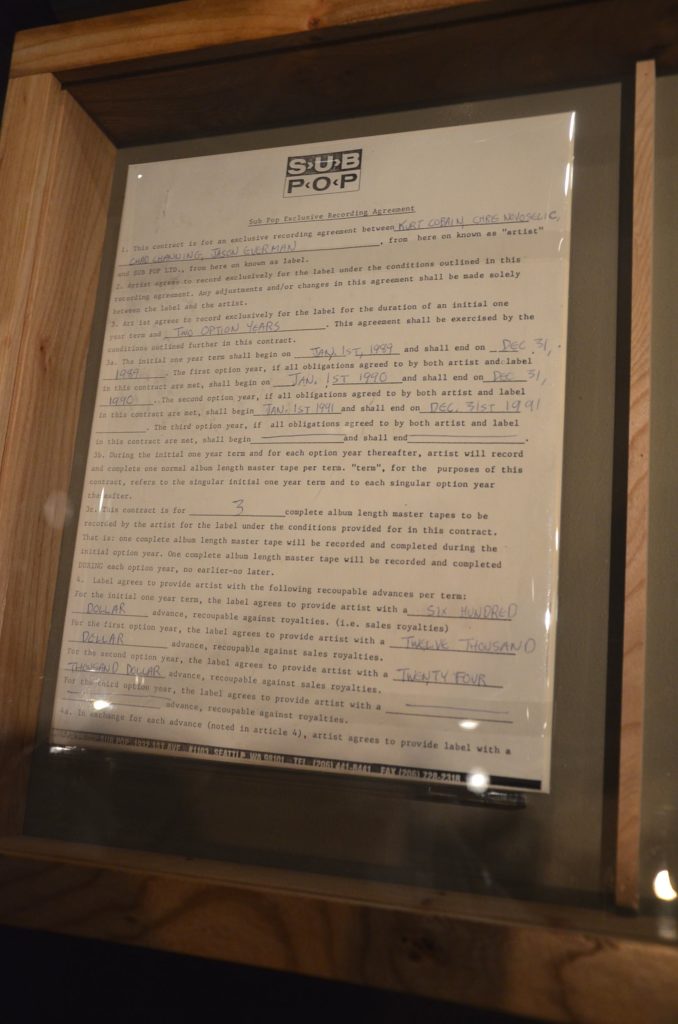 SUB
POP
Sub Pop Exclusive Recording Agreement
1. This contract is for an exclusive recording agreement between KURT COBAIN, CHRIS NOVOSELIC,
CHAD CHANNING, JASON EVERMAN, from here on known as "artist"
and SUB POP LTD., from here on known as label.
2. Artist agrees to record exclusively for the label under the conditions outlined in this
recording agreement. Any adjustments and/or changes in this agreement shall be made solely
between the label and the artist.
3. Artist agrees to record exclusively for the label for the duration of an initial one
year term and TWO OPTION YEARS. This agreement shall be exercised by the
conditions outlined further in this contract.
3a. The initial one year term shall begin on JAN. 1ST, 1989 and shall end on DEC 31,
1989. The first option year, if all obligations agreed to by both artist and label
in this contract are met, shall begin on JAN. 1ST 1990 and shall end on DEC 31,
1990. The second option year, if all obligations agreed to by both artist and label
in this contract are met, shall begin JAN. 1ST 1991 and shall end on DEC. 31ST 1991
. The third option year, if all obligations agreed to by both artist and label
in this contract are met, shall begin and shall end .
3b. During the initial one year term and for each option year thereafter, artist will record
and complete one normal album length master tape per term. "term", for the purposes of this
contract, refers to the singular initial one year term and to each singular option year
thereafter.
3c. This contract is for 3 complete album length master tapes to be
recorded by the artist for the label under the conditions provided for in this contract.
That is: one complete album length master tape will be recorded and completed during the
initial option year. One complete album length master tape will be recorded and completed
DURING each option, no earlier-no later.
4. Label agrees to provide artist with the following recoupable advances per term:
For the initial one year term, the label agrees to provide artist with a SIX HUNDRED
DOLLAR advance, recoupable against royalties. (i.e. sales royalties)
For the first option year, the label agrees to provide artist with a TWELVE THOUSAND
DOLLAR advance, recoupable against sales royalties.
For the second option year, the label agrees to provide artist with a TWENTY FOUR
THOUSAND DOLLAR advance, recoupable against sales royalties.
For the third option year, the label agrees to provide artist with a
advance, recoupable against royalties.
4a. In exchange for each advance (noted in article 4), artist agrees to provide label with a
SUB POP 1932 1ST AVE. #1103 SEATTLE, WA 98101 TEL (206) 441-8441 FAX (206)